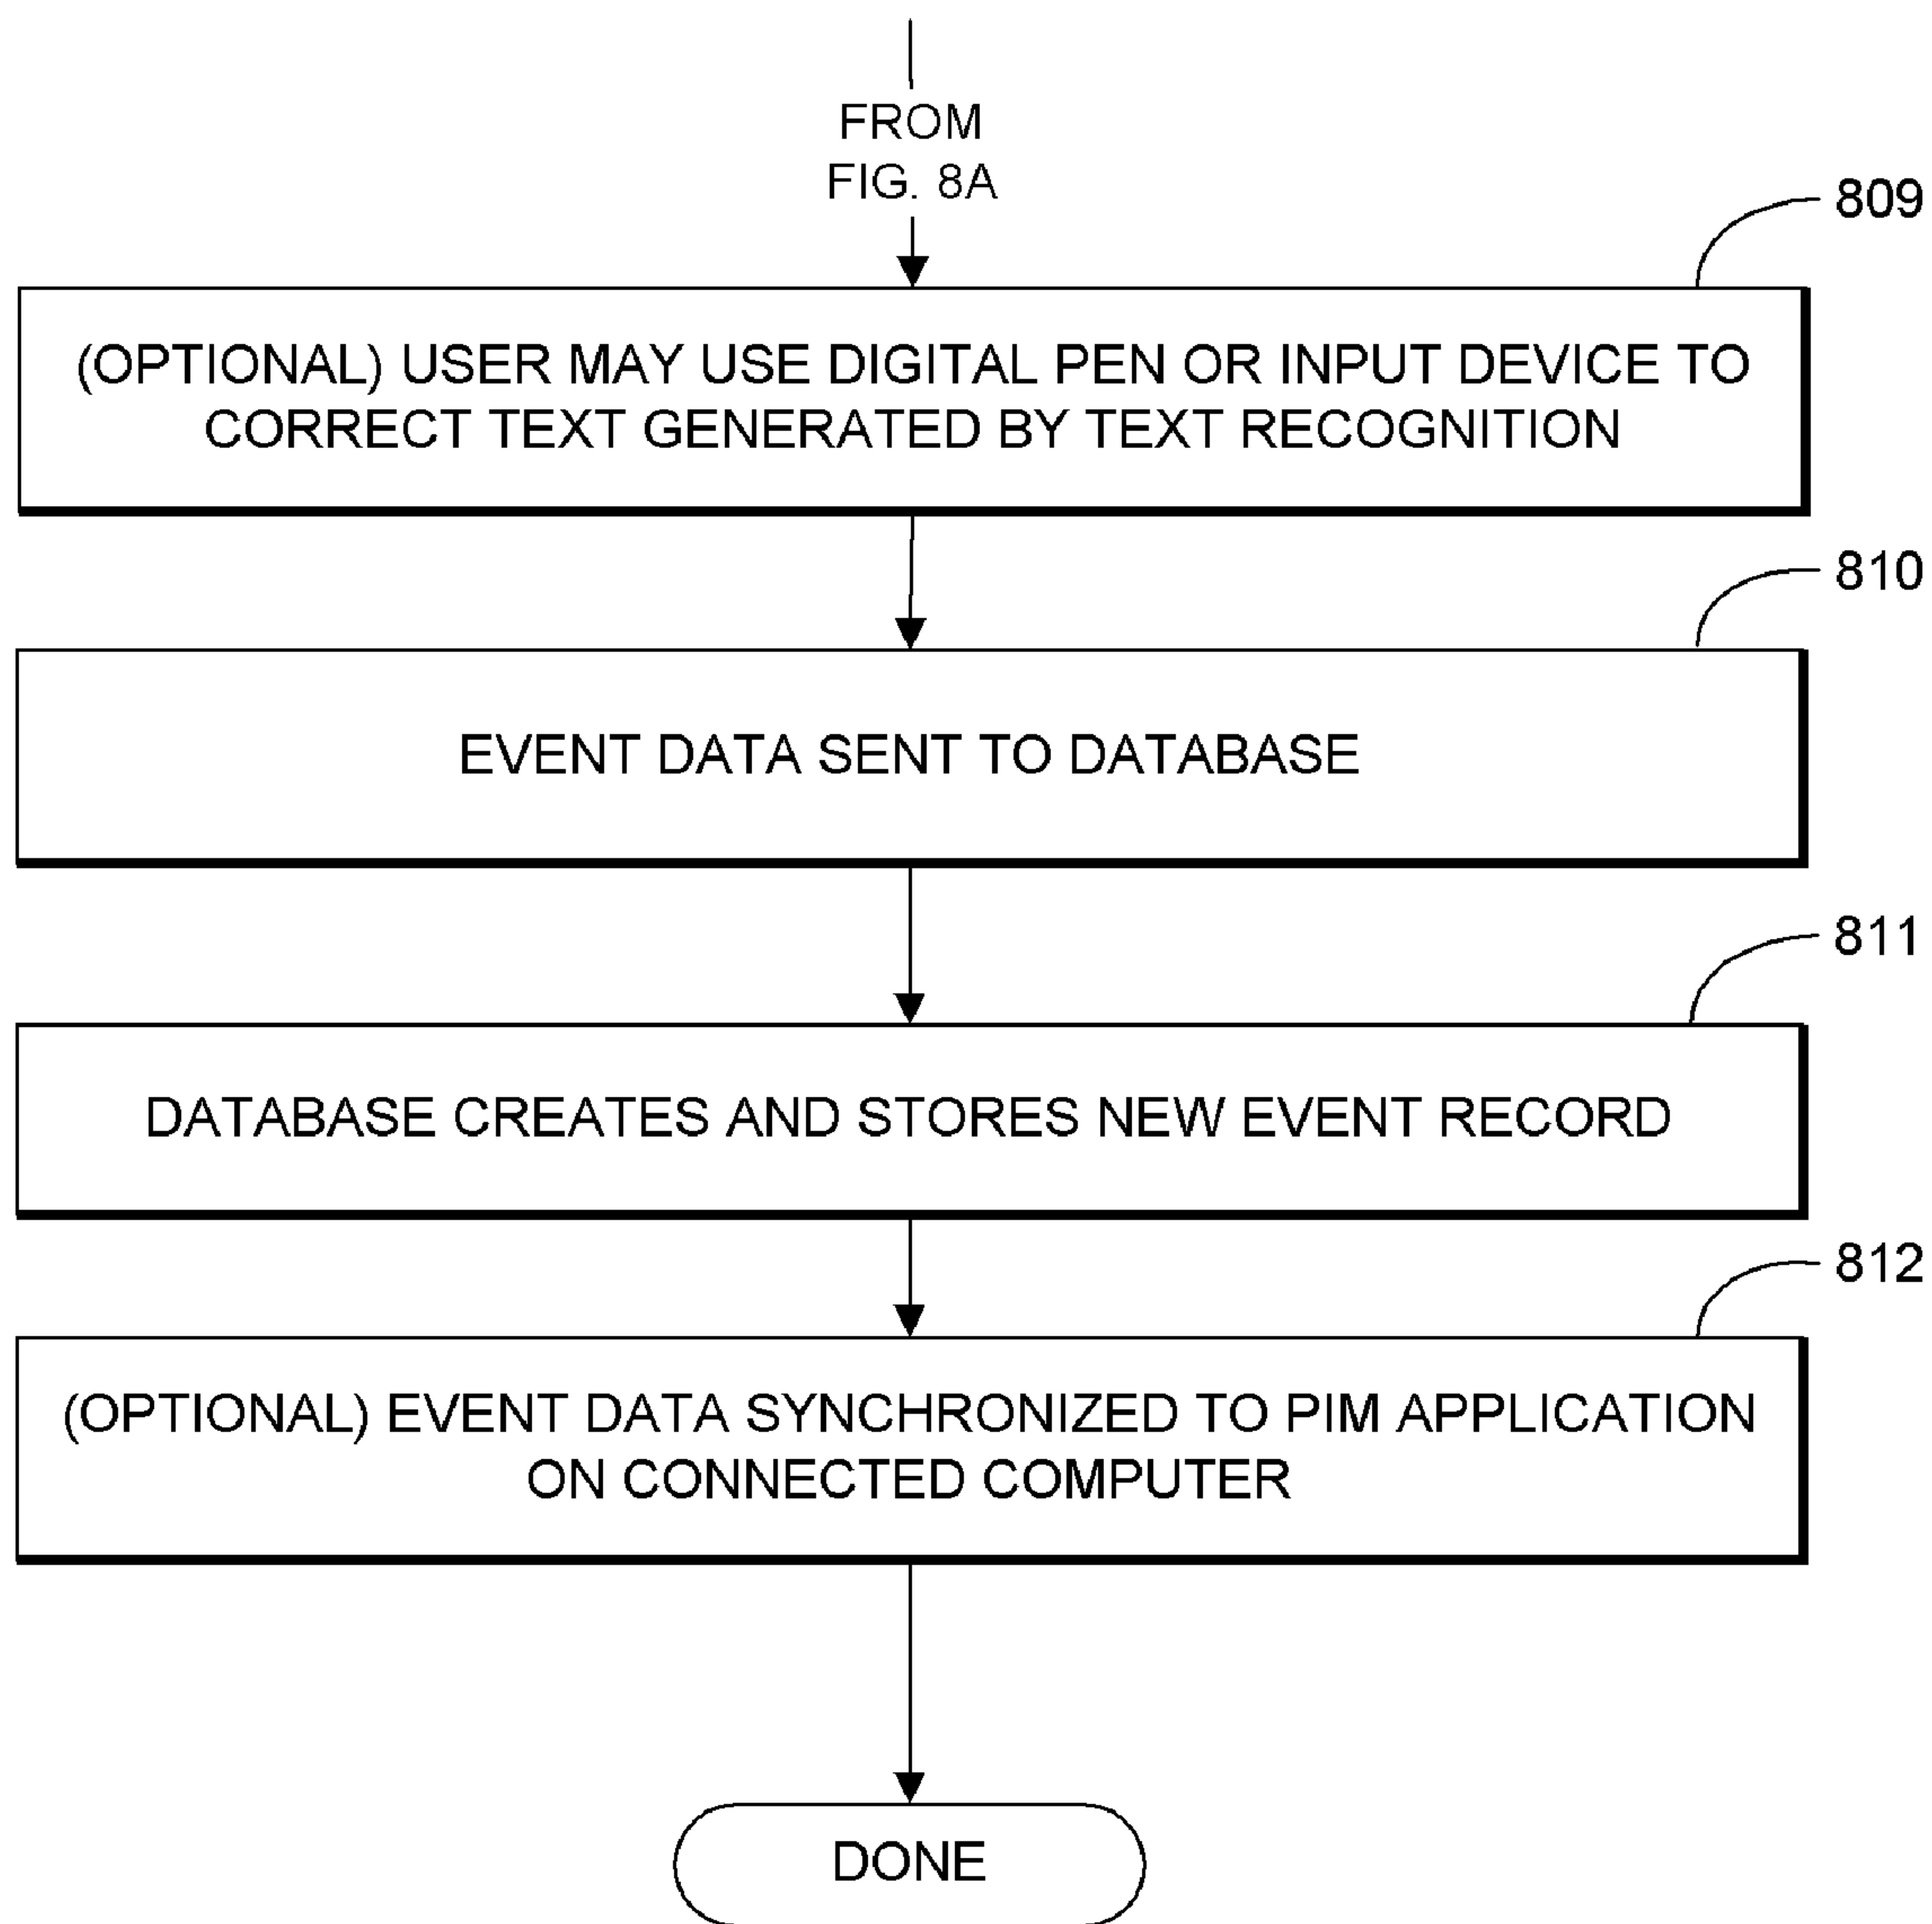 FROM
FIG. 8A
809
(OPTIONAL) USER MAY USE DIGITAL PEN OR INPUT DEVICE TO
CORRECT TEXT GENERATED BY TEXT RECOGNITION
810
EVENT DATA SENT TO DATABASE
811
DATABASE CREATES AND STORES NEW EVENT RECORD
812
(OPTIONAL) EVENT DATA SYNCHRONIZED TO PIM APPLICATION
ON CONNECTED COMPUTER
DONE